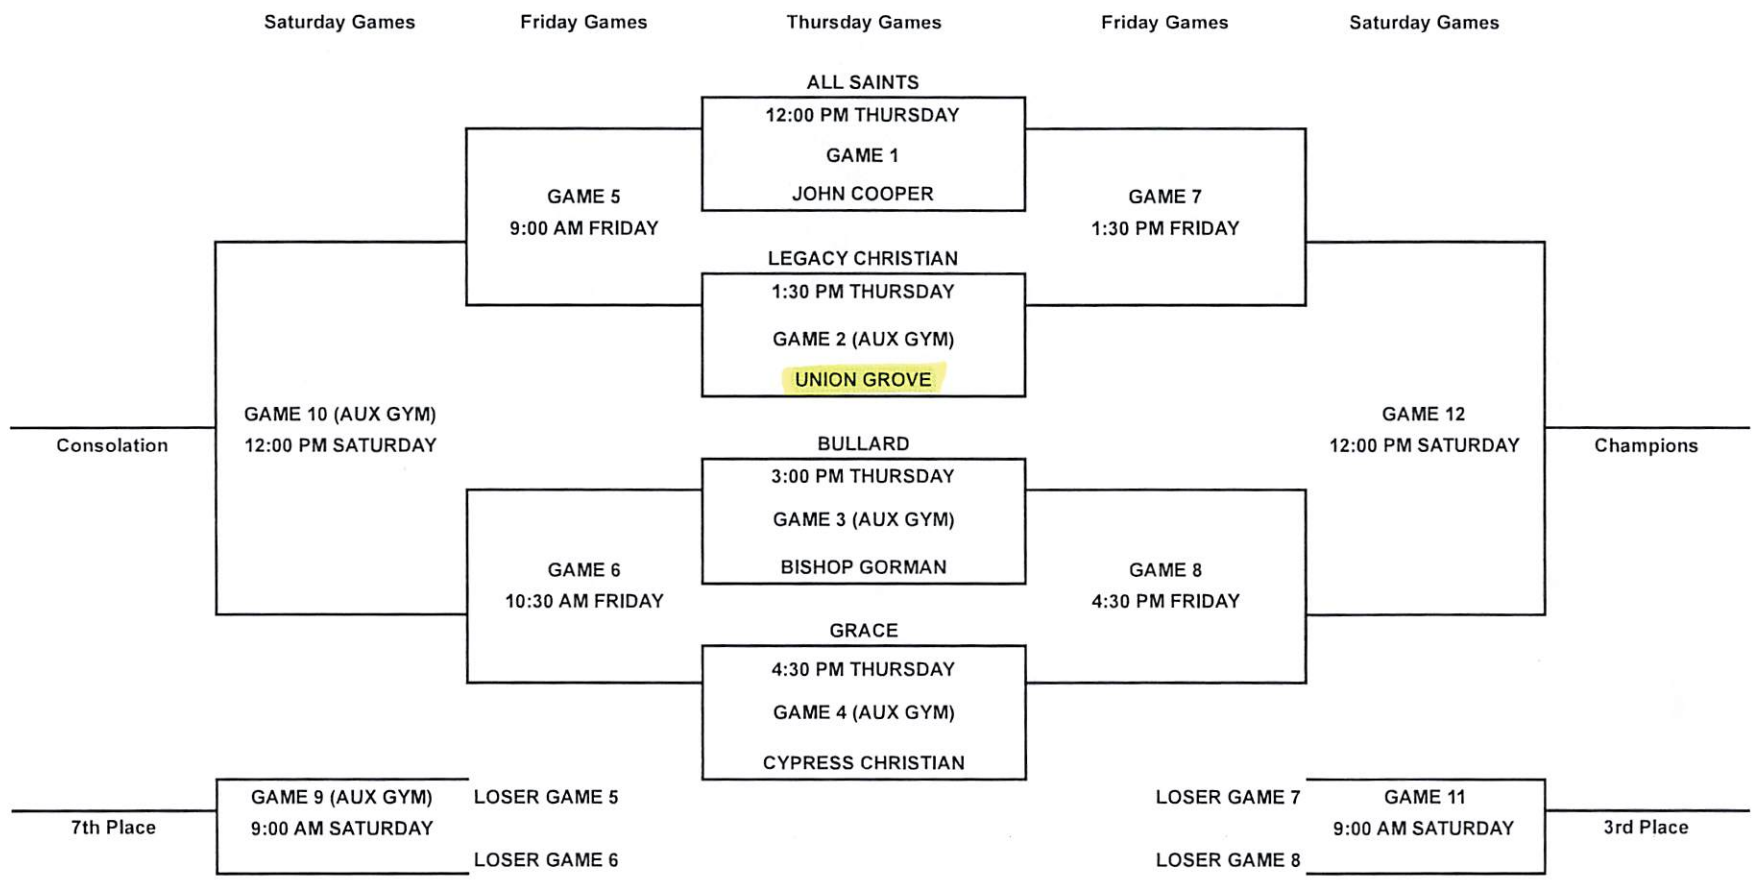 Saturday Games
Friday Games
Thursday Games
Friday Games
Saturday Games
ALL SAINTS
12:00 PM THURSDAY
GAME 1
JOHN COOPER
GAME 5
9:00 AM FRIDAY
GAME 7
1:30 PM FRIDAY
LEGACY CHRISTIAN
1:30 PM THURSDAY
GAME 2 (AUX GYM)
UNION GROVE
GAME 10 (AUX GYM)
12:00 PM SATURDAY
Consolation
GAME 12
12:00 PM SATURDAY
Champions
BULLARD
3:00 PM THURSDAY
GAME 3 (AUX GYM)
BISHOP GORMAN
GAME 6
10:30 AM FRIDAY
GAME 8
4:30 PM FRIDAY
GRACE
4:30 PM THURSDAY
GAME 4 (AUX GYM)
CYPRESS CHRISTIAN
GAME 9 (AUX GYM)
9:00 AM SATURDAY
7th Place
LOSER GAME 5
LOSER GAME 6
LOSER GAME 7
LOSER GAME 8
GAME 11
9:00 AM SATURDAY
3rd Place